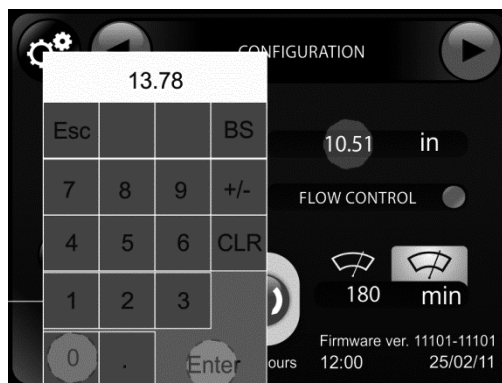 CONFIGURATION
13.78
Esc BS
7 8 9 +/-
4 5 6 CLR
1 2 3
0 . Enter
10.51 in
FLOW CONTROL
180 min
Firmware ver. 11101-11101
ours 12:00 25/02/11